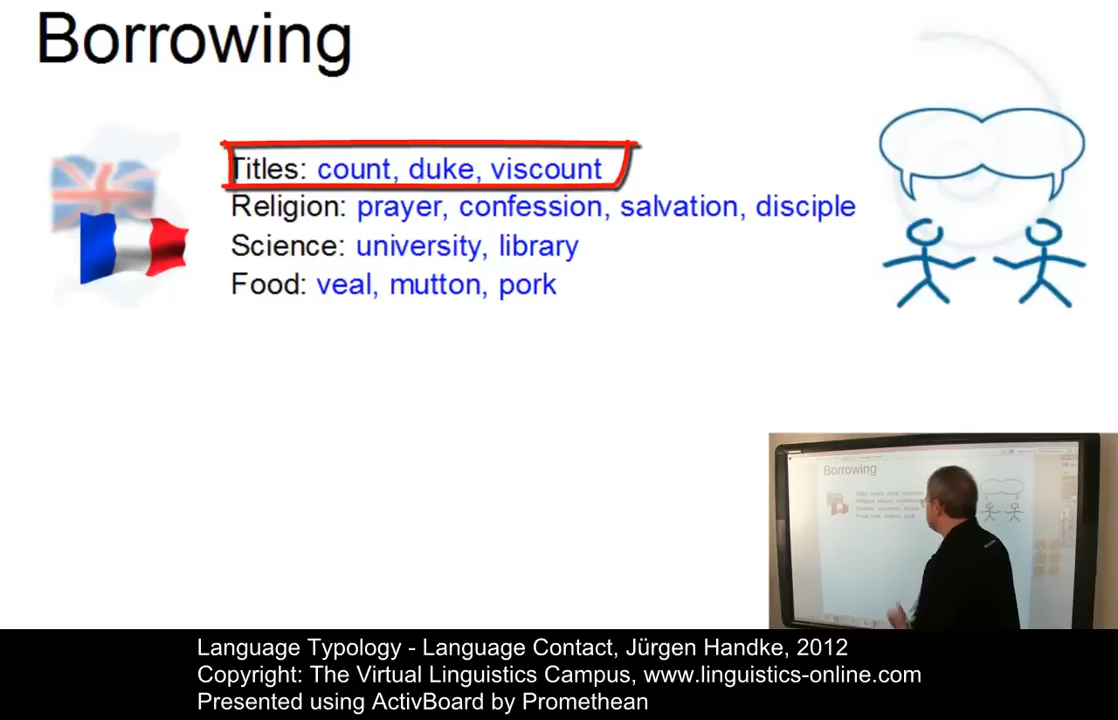 Borrowing
Titles: count, duke, viscount
Religion: prayer, confession, salvation, disciple
Science: university, library
Food: veal, mutton, pork
Borrowing
Language Typology - Language Contact, Jürgen Handke, 2012
Copyright: The Virtual Linguistics Campus, www.linguistics-online.com
Presented using ActivBoard by Promethean